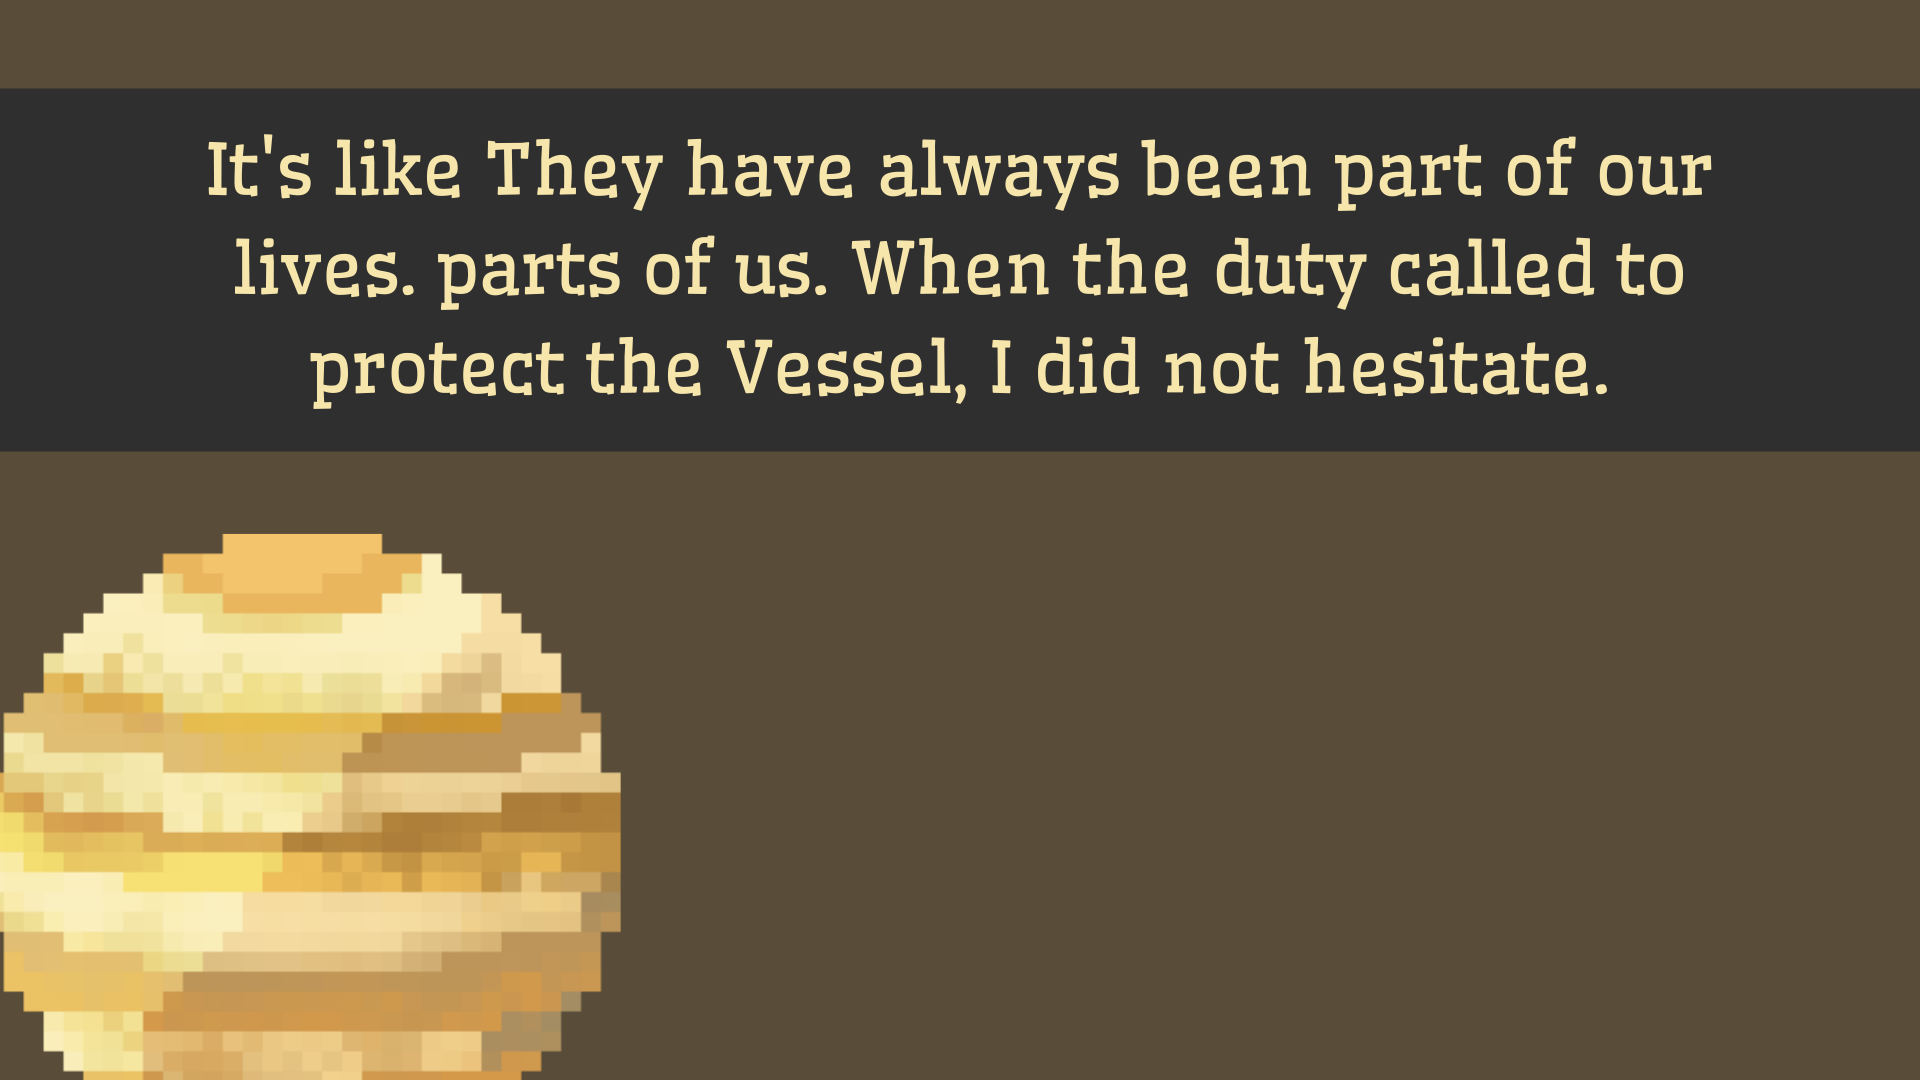 It's like They have always been part of our
lives. parts of us. When the duty called to
protect the Vessel, I did not hesitate.